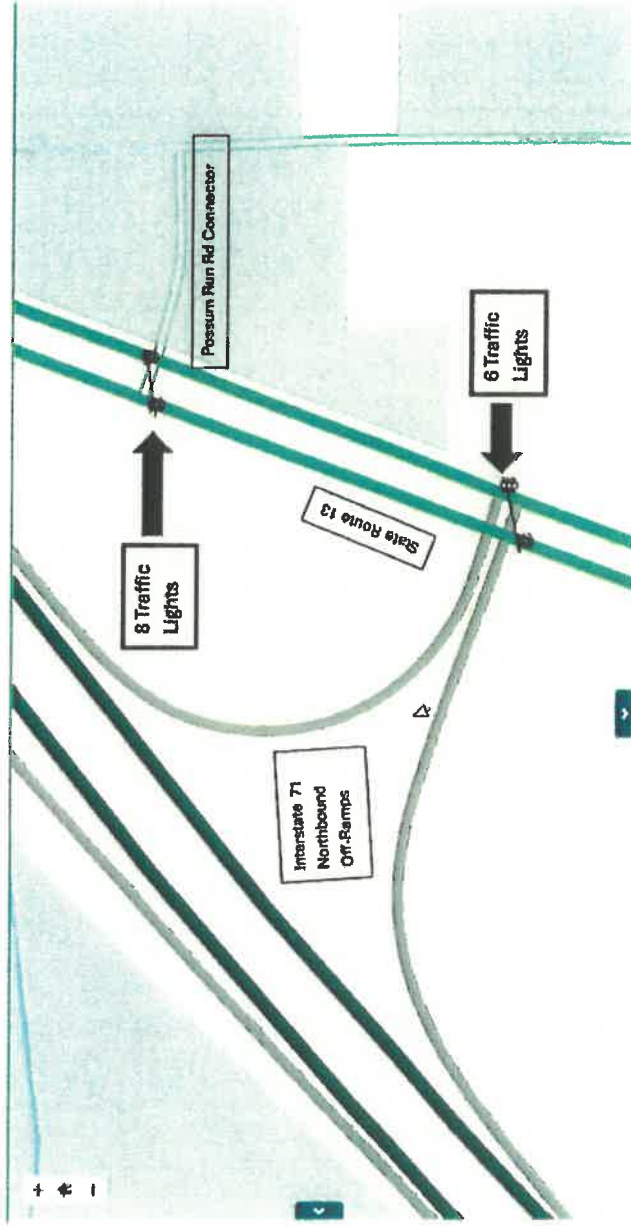 Possum Run Rd Connector
8 Traffic
Lights
State Route 13
6 Traffic
Lights
Interstate 71
Northbound
Off-Ramps